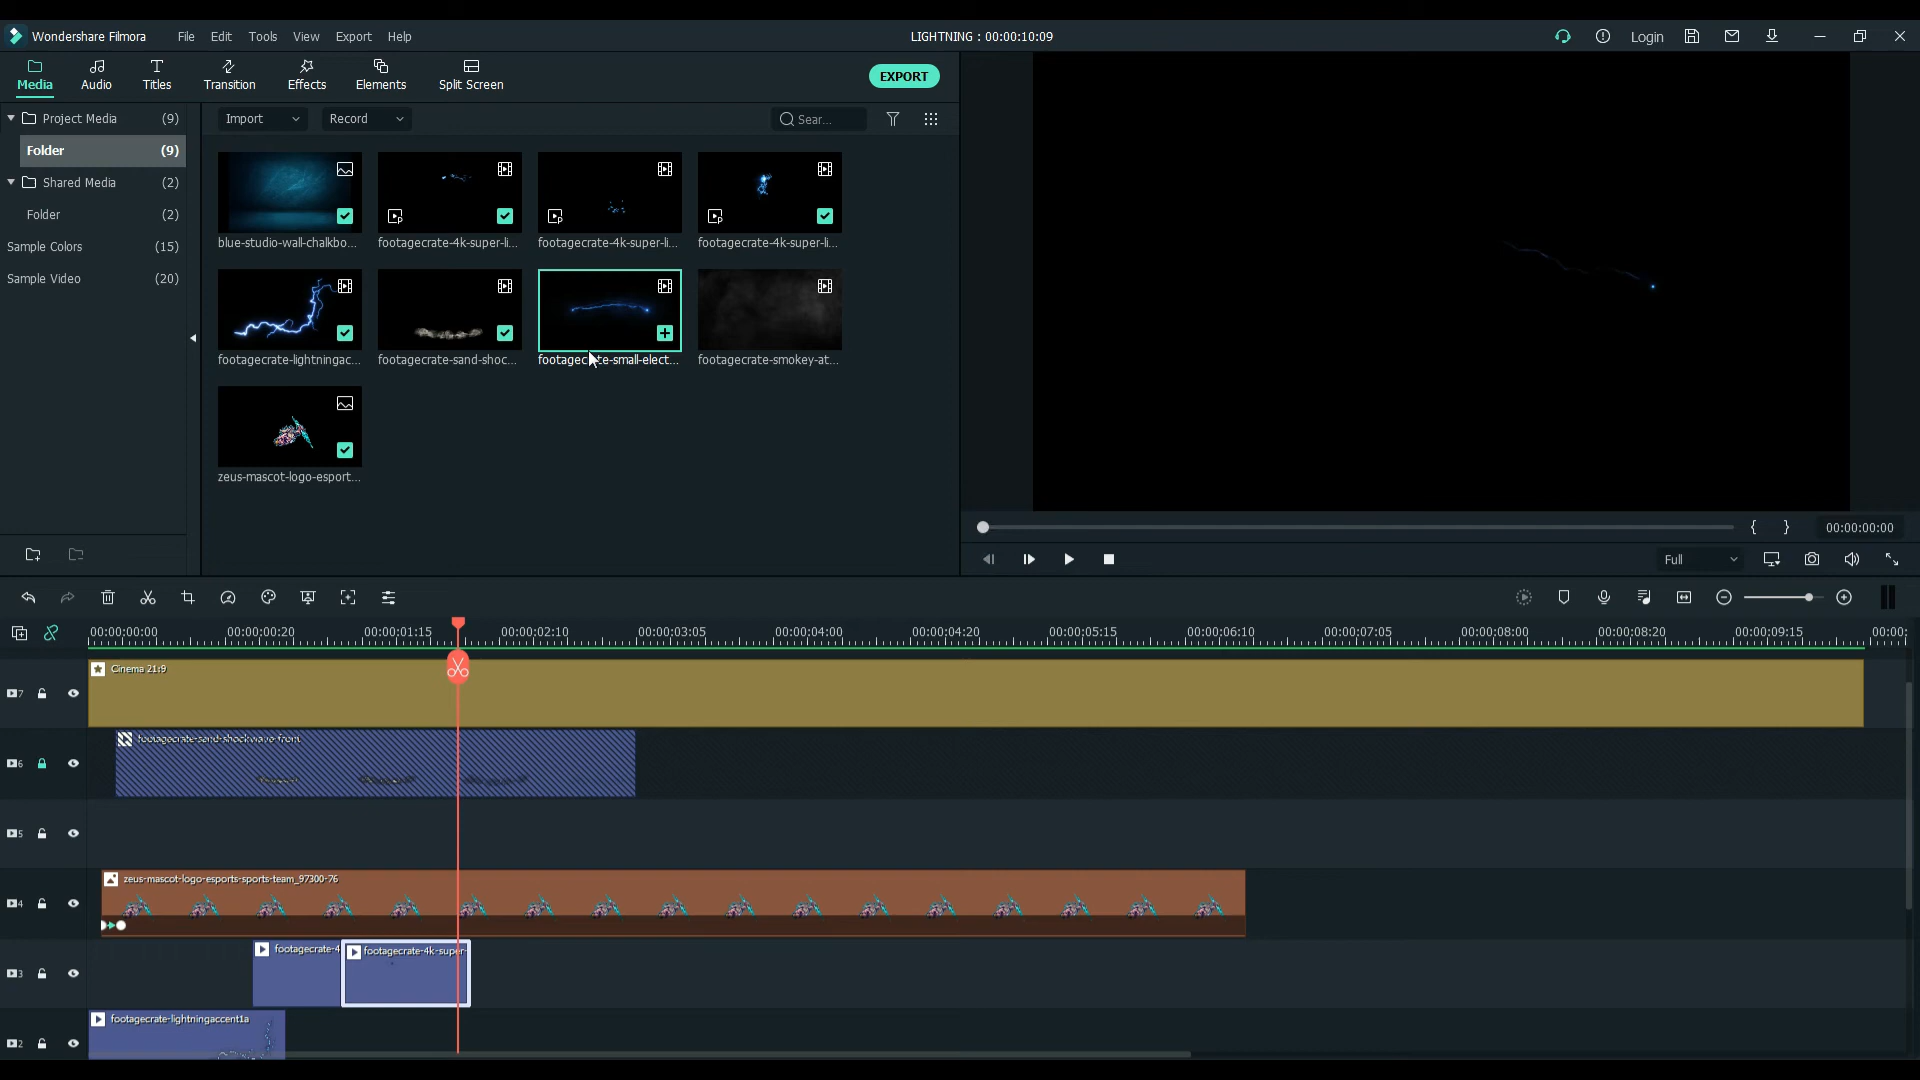 Wondershare Filmora File Edit Tools View Export Help LIGHTNING : 00:00:10:09 Login
Media Audio Titles Transition Effects Elements Split Screen EXPORT
Project Media (9) Import Record Sear...
Folder (9)
Shared Media (2)
Folder (2)
Sample Colors (15)
Sample Video (20)
blue-studio-wall-chalkbo... footagecrate-4k-super-li... footagecrate-4k-super-li... footagecrate-4k-super-li...
footagecrate-lightningac... footagecrate-sand-shoc... footagecrate-small-elect... footagecrate-smokey-at...
zeus-mascot-logo-esport...
00:00:00:00
Full
00:00:00:00 00:00:00:20 00:00:01:15 00:00:02:10 00:00:03:05 00:00:04:00 00:00:04:20 00:00:05:15 00:00:06:10 00:00:07:05 00:00:08:00 00:00:08:20 00:00:09:15 00:00:
Cinema 21:9
7
footagecrate-sand-shockwave-front
6
5
zeus-mascot-logo-esports-sports-team_97300-76
4
footagecrate-4 footagecrate-4k-super-
3
footagecrate-lightningaccent1a
2